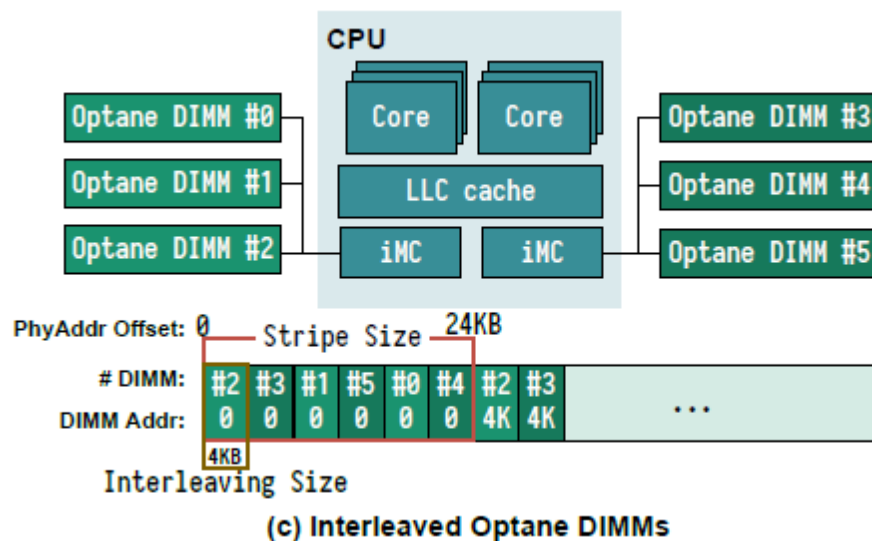 CPU
Optane DIMM #0
Optane DIMM #1
Optane DIMM #2
Core
Core
LLC cache
iMC
iMC
Optane DIMM #3
Optane DIMM #4
Optane DIMM #5
PhyAddr Offset: 0 24KB
Stripe Size
# DIMM: #2 #3 #1 #5 #0 #4 #2 #3
DIMM Addr: 0 0 0 0 0 0 4K 4K ...
4KB
Interleaving Size
(c) Interleaved Optane DIMMs